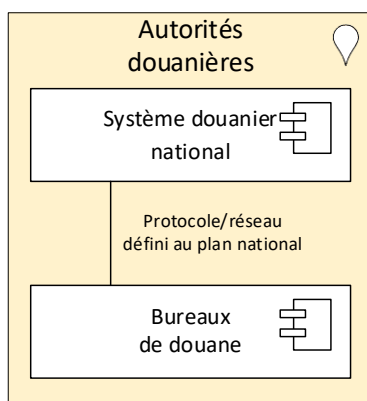 Autorités
douanières
Système douanier
national
Protocole/réseau
défini au plan national
Bureaux
de douane